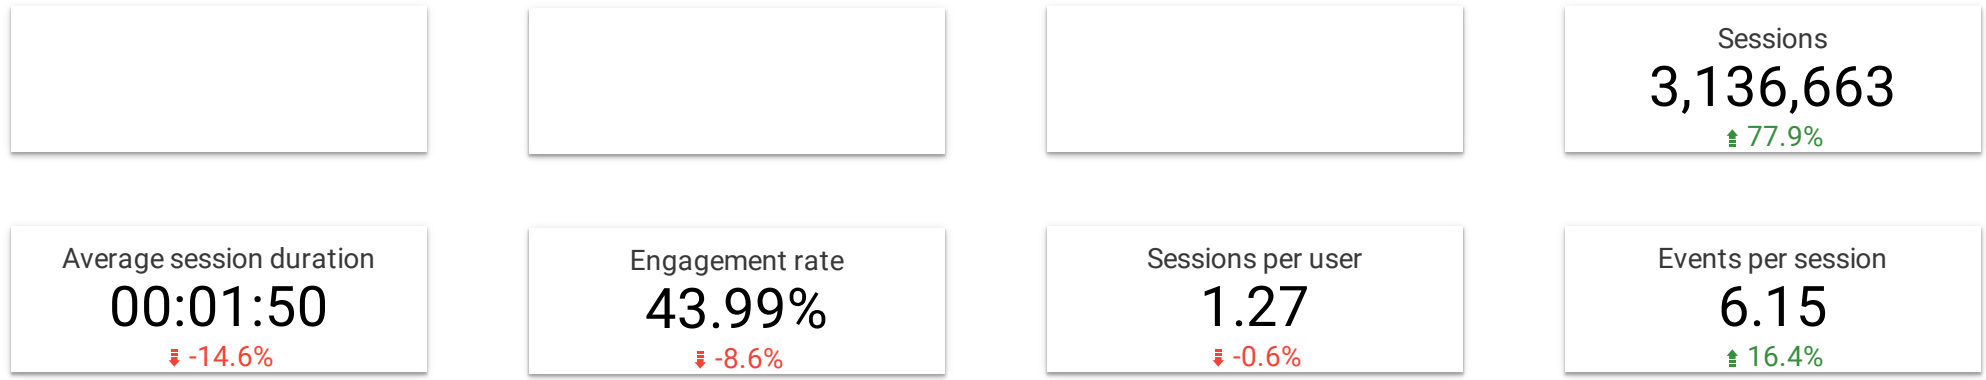 Sessions
3,136,663
77.9%
Average session duration
00:01:50
-14.6%
Engagement rate
43.99%
-8.6%
Sessions per user
1.27
-0.6%
Events per session
6.15
16.4%